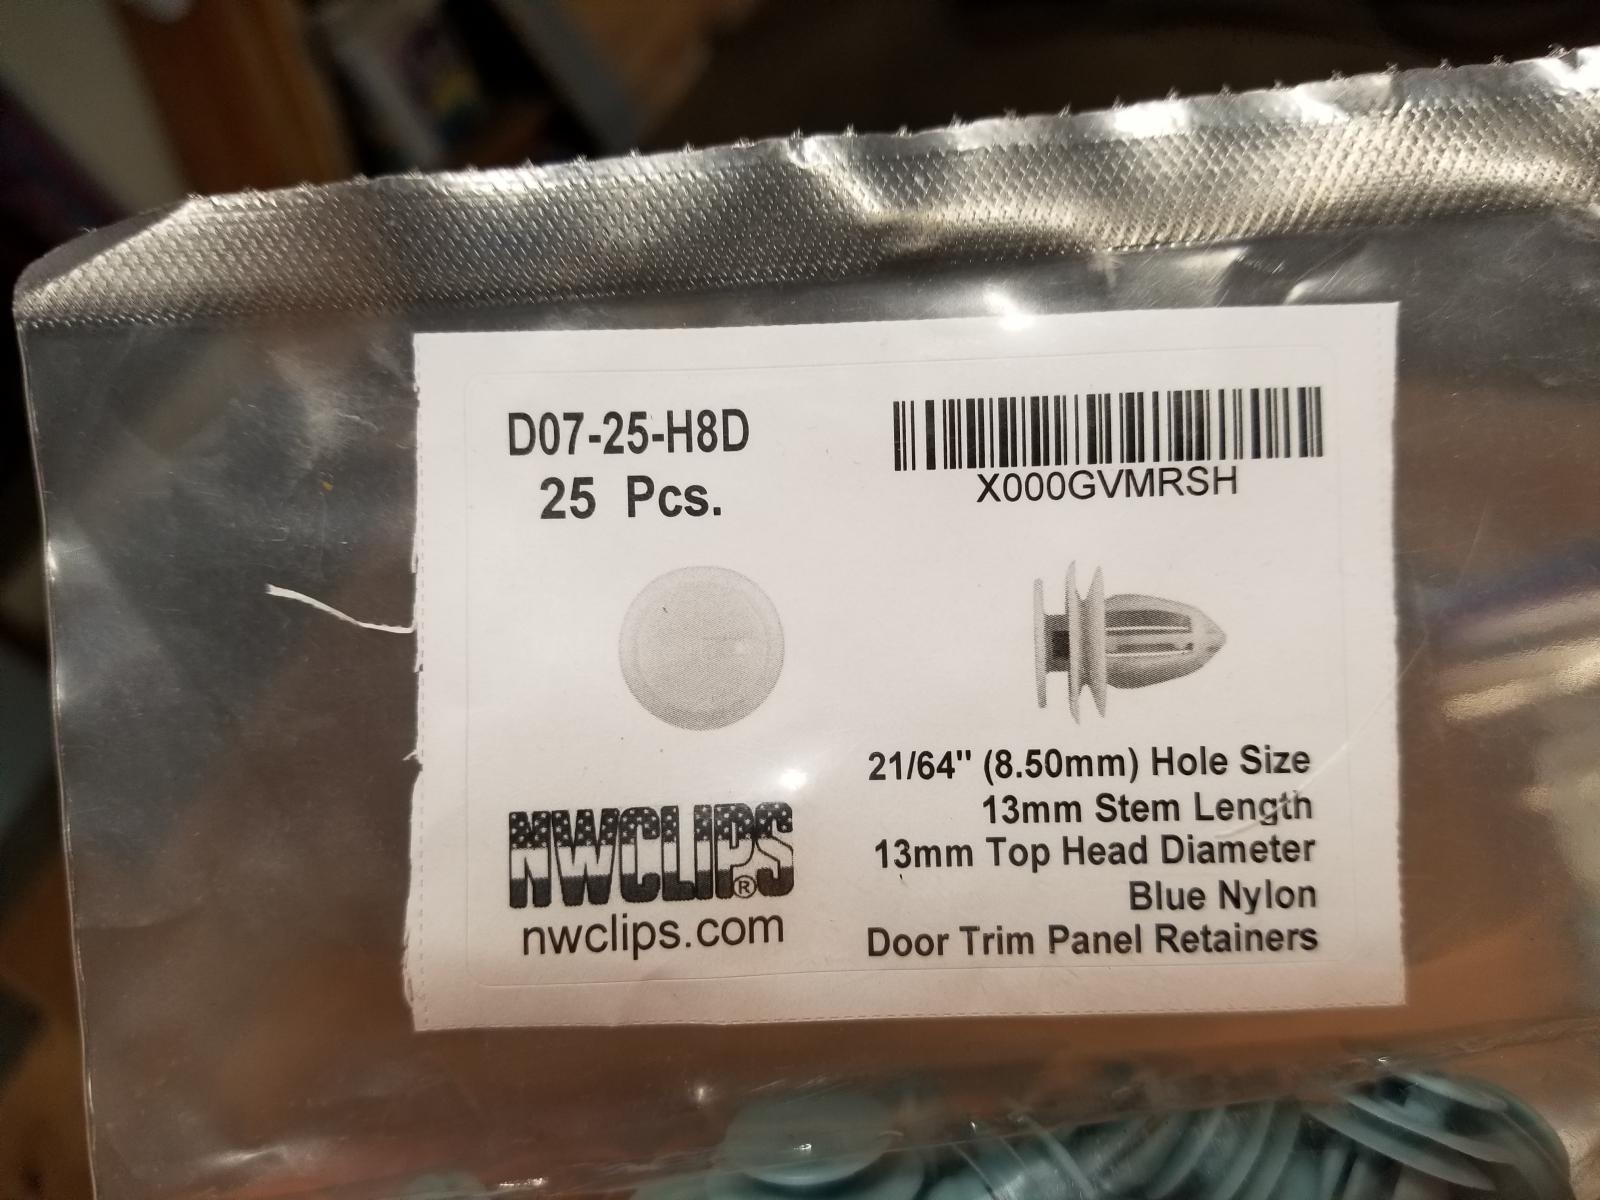 D07-25-H8D
25 Pcs.
X000GVMRSH
21/64" (8.50mm) Hole Size
13mm Stem Length
13mm Top Head Diameter
Blue Nylon
Door Trim Panel Retainers
NWCLIPS®
nwclips.com